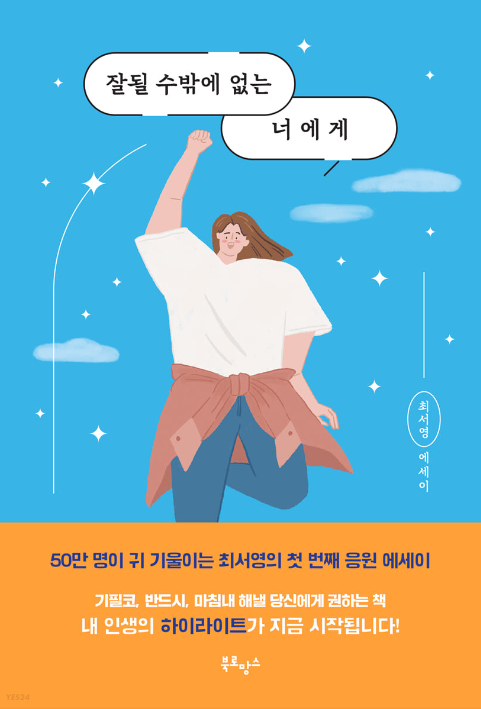 잘될 수밖에 없는
너에게
최서영 에세이
50만 명이 귀 기울이는 최서영의 첫 번째 응원 에세이
기필코, 반드시, 마침내 해낼 당신에게 권하는 책
내 인생의 하이라이트가 지금 시작됩니다!
북로망스
YES24